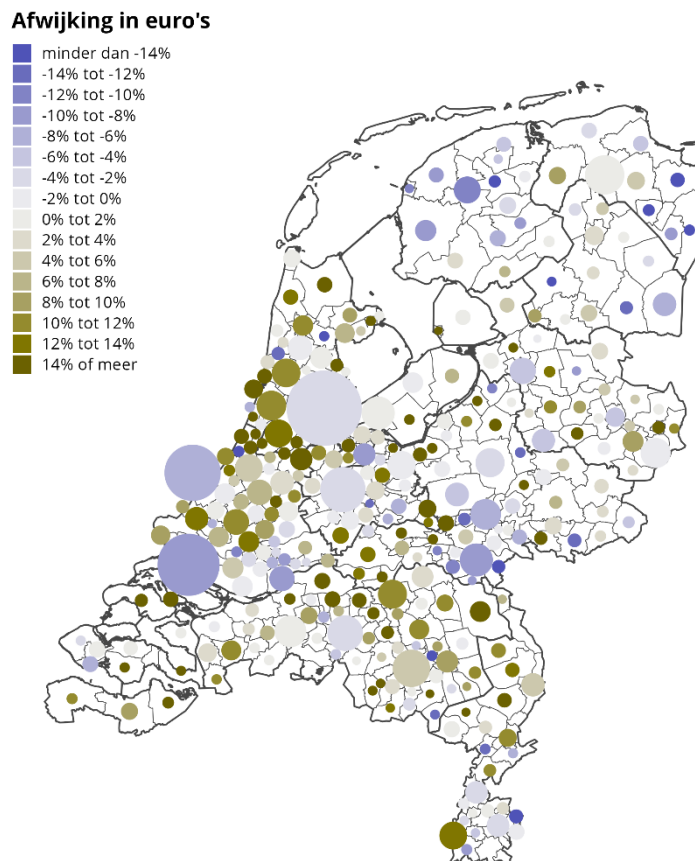 Afwijking in euro's
minder dan -14%
-14% tot -12%
-12% tot -10%
-10% tot -8%
-8% tot -6%
-6% tot -4%
-4% tot -2%
-2% tot 0%
0% tot 2%
2% tot 4%
4% tot 6%
6% tot 8%
8% tot 10%
10% tot 12%
12% tot 14%
14% of meer